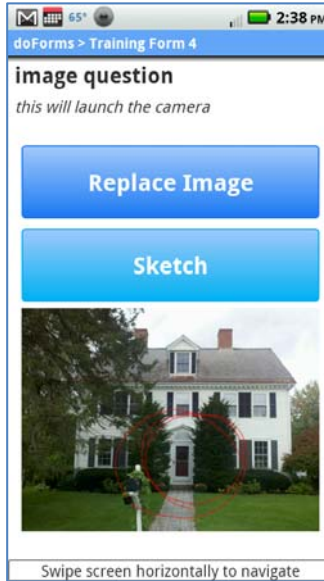 65° 2:38 PM
doForms > Training Form 4
image question
this will launch the camera
Replace Image
Sketch
Swipe screen horizontally to navigate